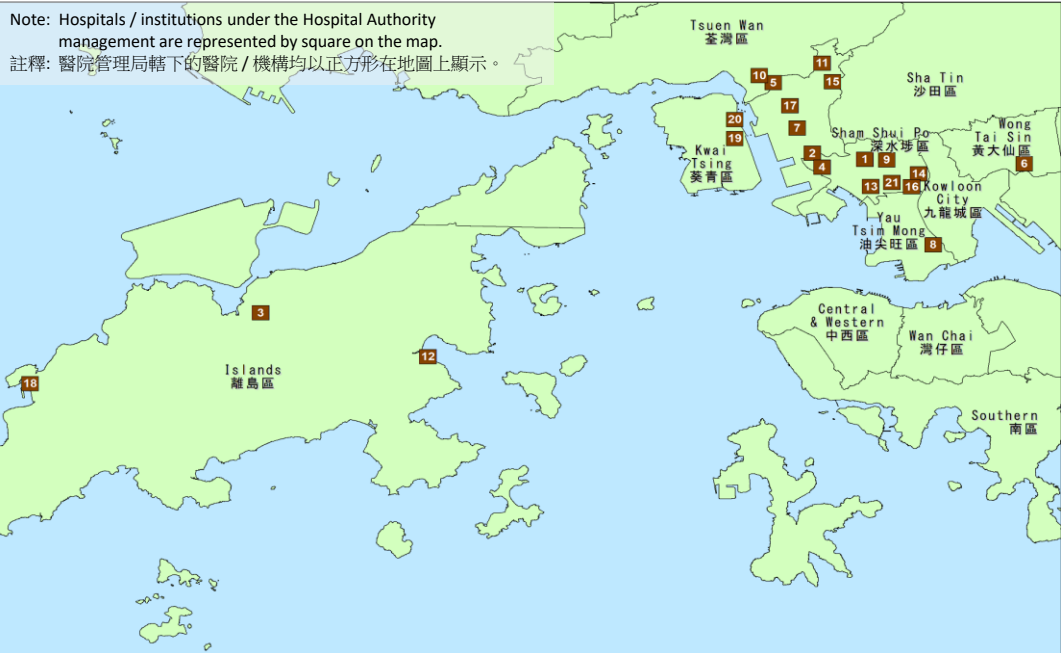 Note: Hospitals / institutions under the Hospital Authority
management are represented by square on the map.
註釋: 醫院管理局轄下的醫院 / 機構均以正方形在地圖上顯示。
Tsuen Wan
荃灣區
11
10
5
15
Sha Tin
沙田區
17
20
7
Wong
Tai Sin
黃大仙區
6
Sham Shui Po
深水埗區
19
Kwai
Tsing
葵青區
2
4
1
9
14
13
21
16
Kowloon
City
九龍城區
Yau
Tsim Mong
油尖旺區
8
3
Central
& Western
中西區
Wan Chai
灣仔區
12
Islands
離島區
18
Southern
南區